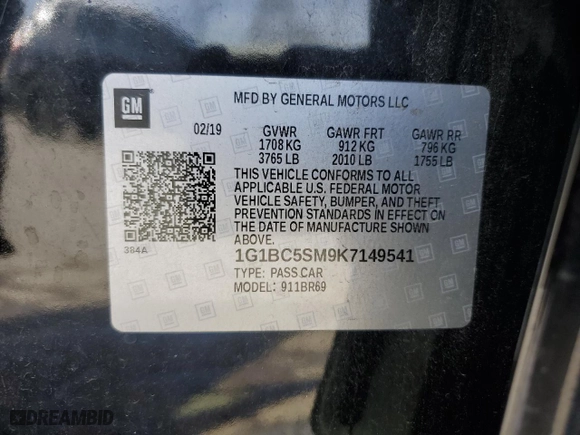 GM
MFD BY GENERAL MOTORS LLC
02/19 GVWR GAWR FRT GAWR RR
1708 KG 912 KG 796 KG
3765 LB 2010 LB 1755 LB
THIS VEHICLE CONFORMS TO ALL
APPLICABLE U.S. FEDERAL MOTOR
VEHICLE SAFETY, BUMPER, AND THEFT
PREVENTION STANDARDS IN EFFECT ON
THE DATE OF MANUFACTURE SHOWN
ABOVE.
384A
1G1BC5SM9K7149541
TYPE: PASS CAR
MODEL: 911BR69
DREAMBID